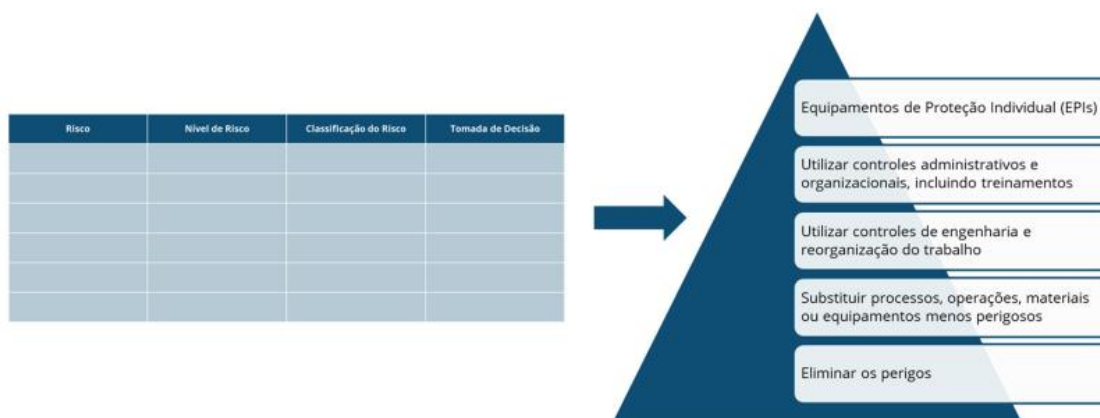 Risco
Nível de Risco
Classificação do Risco
Tomada de Decisão
Equipamentos de Proteção Individual (EPIs)
Utilizar controles administrativos e
organizacionais, incluindo treinamentos
Utilizar controles de engenharia e
reorganização do trabalho
Substituir processos, operações, materiais
ou equipamentos menos perigosos
Eliminar os perigos